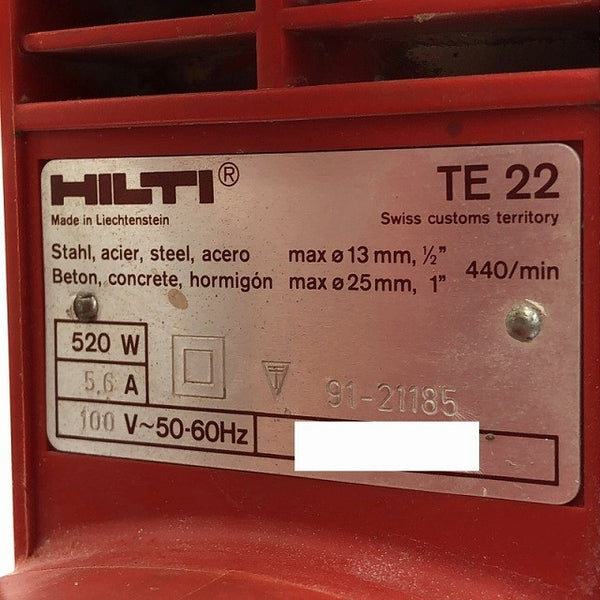 HILTI® TE 22
Made in Liechtenstein Swiss customs territory
Stahl, acier, steel, acero max ø 13 mm, ½"
Beton, concrete, hormigón max ø 25 mm, 1" 440/min
520 W
5,6 A
91-21185
100 V~50-60Hz